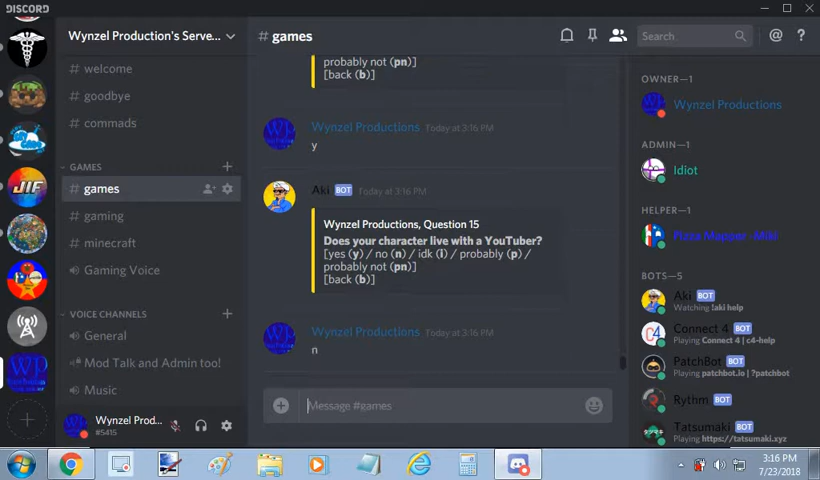 DISCORD
Wynzel Production's Serve...
# welcome
# goodbye
# commads
GAMES
# games
# gaming
# minecraft
Gaming Voice
VOICE CHANNELS
General
Mod Talk and Admin too!
Music
Wynzel Prod...
#5415
JIF
WP
# games
Search
probably not (pn)]
[back (b)]
Wynzel Productions Today at 3:16 PM
y
Aki BOT Today at 3:16 PM
Wynzel Productions, Question 15
Does your character live with a YouTuber?
[yes (y) / no (n) / idk (i) / probably (p) /
probably not (pn)]
[back (b)]
Wynzel Productions Today at 3:16 PM
n
Message #games
OWNER—1
Wynzel Productions
ADMIN—1
Idiot
HELPER—1
BOTS—5
Aki BOT
Watching !aki help
Connect 4 BOT
Playing Connect 4 | c4-help
PatchBot BOT
Playing patchbot.io | ?patchbot
Rythm BOT
Tatsumaki BOT
Playing https://tatsumaki.xyz
3:16 PM
7/23/2018